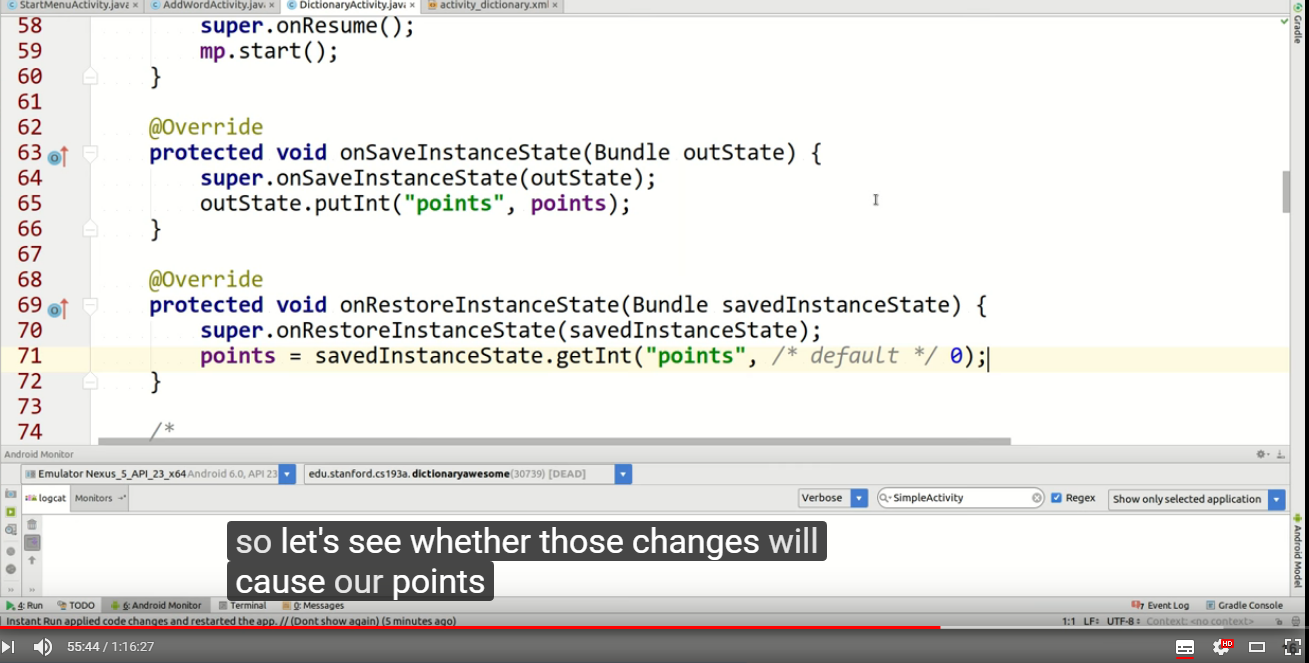 StartMenuActivity.java × AddWordActivity.java × DictionaryActivity.java × activity_dictionary.xml ×
58 super.onResume();
59 mp.start();
60 }
61
62 @Override
63 protected void onSaveInstanceState(Bundle outState) {
64 super.onSaveInstanceState(outState);
65 outState.putInt("points", points);
66 }
67
68 @Override
69 protected void onRestoreInstanceState(Bundle savedInstanceState) {
70 super.onRestoreInstanceState(savedInstanceState);
71 points = savedInstanceState.getInt("points", /* default */ 0);
72 }
73
74 /*
Gradle
Android Monitor
Emulator Nexus_5_API_23_x64 Android 6.0, API 23 edu.stanford.cs193a.dictionaryawesome (30739) [DEAD]
logcat Monitors Verbose SimpleActivity Regex Show only selected application
Android Model
so let's see whether those changes will
cause our points
4: Run TODO 6: Android Monitor Terminal 0: Messages Event Log Gradle Console
Instant Run applied code changes and restarted the app. // (Dont show again) (5 minutes ago) 1:1 LF: UTF-8: Context: <no context>
55:44 / 1:16:27 HD